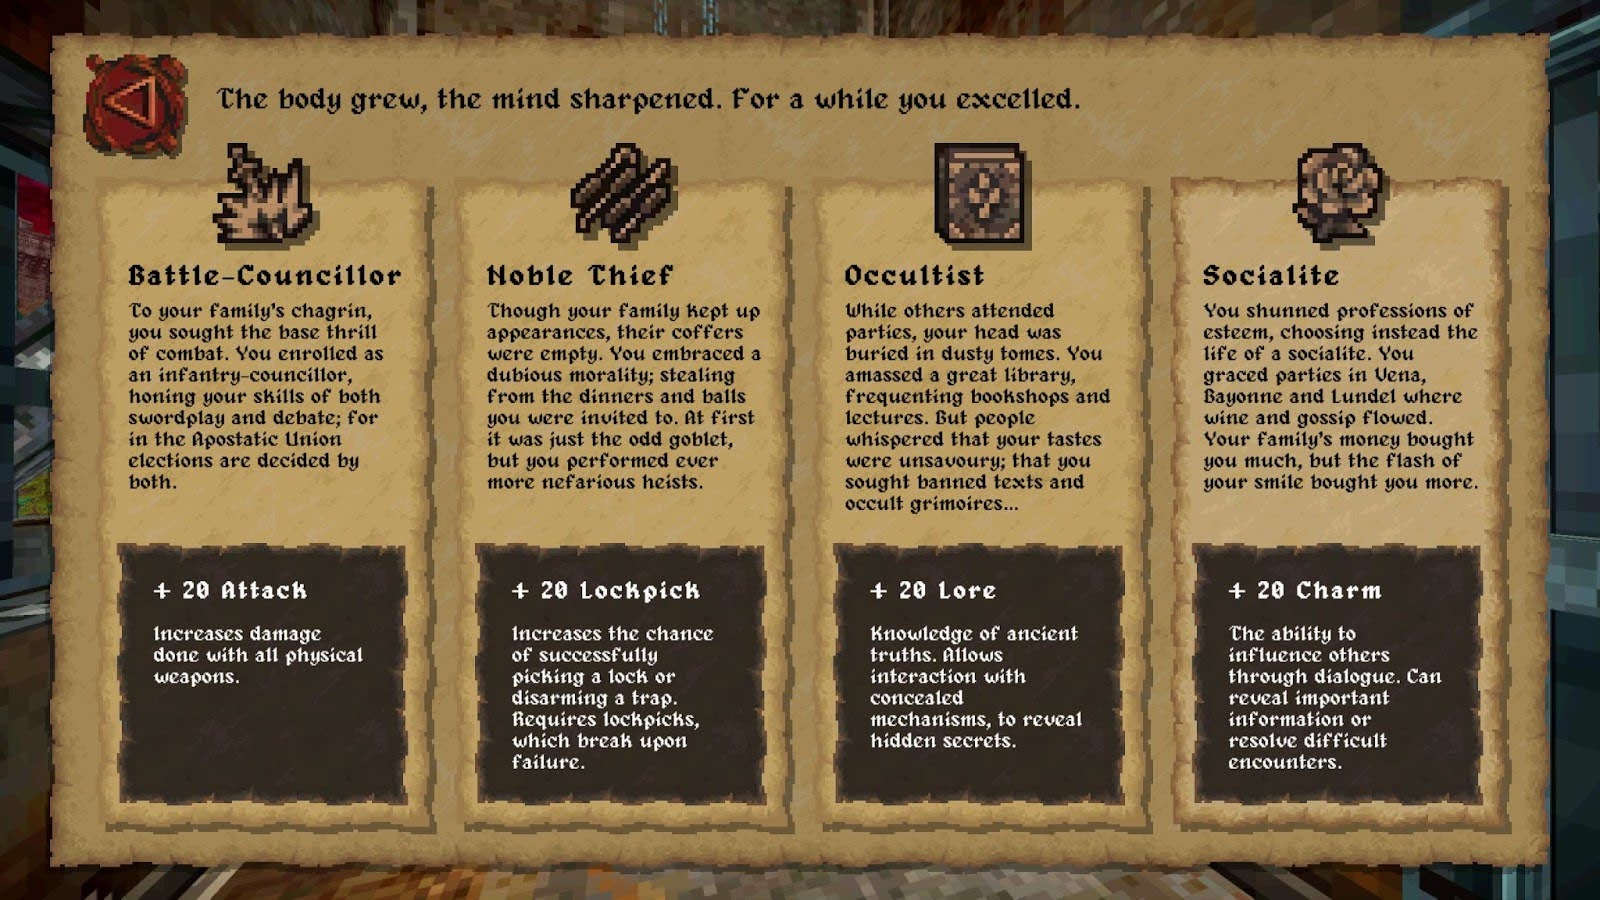 The body grew, the mind sharpened. For a while you excelled.
Battle-Councillor
To your family's chagrin,
you sought the base thrill
of combat. You enrolled as
an infantry-councillor,
honing your skills of both
swordplay and debate; for
in the Apostatic Union
elections are decided by
both.
+ 20 Attack
Increases damage
done with all physical
weapons.
Noble Thief
Though your family kept up
appearances, their coffers
were empty. You embraced a
dubious morality; stealing
from the dinners and balls
you were invited to. At first
it was just the odd goblet,
but you performed ever
more nefarious heists.
+ 20 Lockpick
Increases the chance
of successfully
picking a lock or
disarming a trap.
Requires lockpicks,
which break upon
failure.
Occultist
While others attended
parties, your head was
buried in dusty tomes. You
amassed a great library,
frequenting bookshops and
lectures. But people
whispered that your tastes
were unsavoury; that you
sought banned texts and
occult grimoires...
+ 20 Lore
Knowledge of ancient
truths. Allows
interaction with
concealed
mechanisms, to reveal
hidden secrets.
Socialite
You shunned professions of
esteem, choosing instead the
life of a socialite. You
graced parties in Vena,
Bayonne and Lundel where
wine and gossip flowed.
Your family's money bought
you much, but the flash of
your smile bought you more.
+ 20 Charm
The ability to
influence others
through dialogue. Can
reveal important
information or
resolve difficult
encounters.